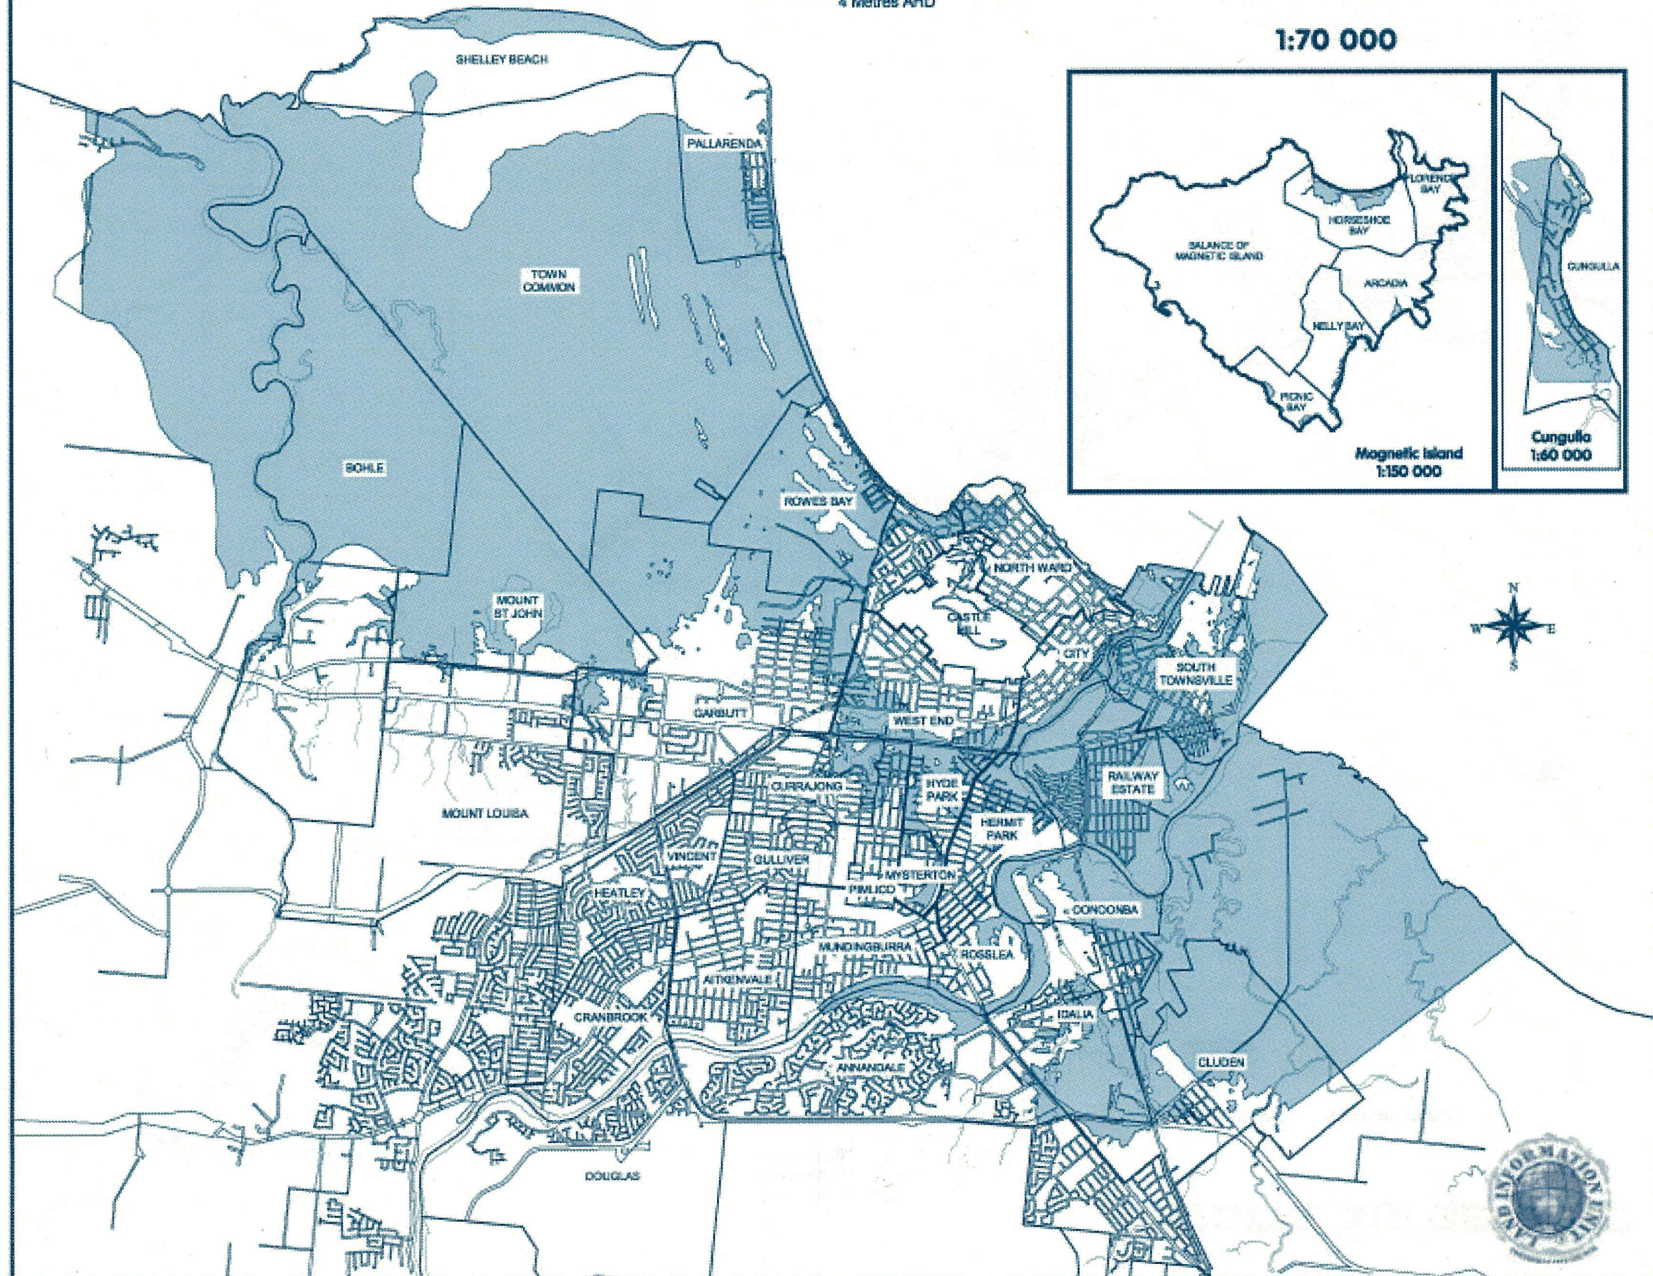 4 Metres AHD
1:70 000
SHELLEY BEACH
PALLARENDA
FLORENCE
BAY
HORSESHOE
BAY
BALANCE OF
MAGNETIC ISLAND
CUNGULLA
TOWN
COMMON
ARCADIA
NELLY BAY
PICNIC
BAY
Magnetic Island
1:150 000
Cungulla
1:60 000
BOHLE
ROWES BAY
NORTH WARD
MOUNT
ST JOHN
CASTLE
HILL
CITY
N
W
E
S
SOUTH
TOWNSVILLE
GARBUTT
WEST END
CURRAJONG
HYDE
PARK
RAILWAY
ESTATE
MOUNT LOUISA
HERMIT
PARK
VINCENT
GULLIVER
HEATLEY
MYSTERTON
PIMLICO
CONOONBA
MUNDINGBURRA
ROSSLEA
AITKENVALE
CRANBROOK
IDALIA
ANNANDALE
CLUDEN
DOUGLAS
LAND INFORMATION UNIT